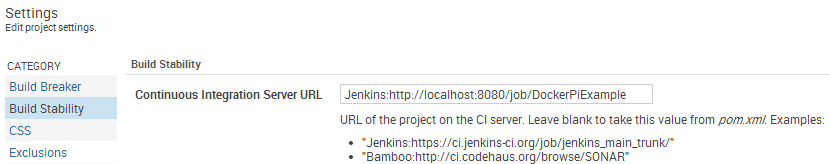 Settings
Edit project settings.
CATEGORY
Build Breaker
Build Stability
CSS
Exclusions
Build Stability
Continuous Integration Server URL
Jenkins:http://localhost:8080/job/DockerPiExample
URL of the project on the CI server. Leave blank to take this value from pom.xml. Examples:
"Jenkins:https://ci.jenkins-ci.org/job/jenkins_main_trunk/"
"Bamboo:http://ci.codehaus.org/browse/SONAR"